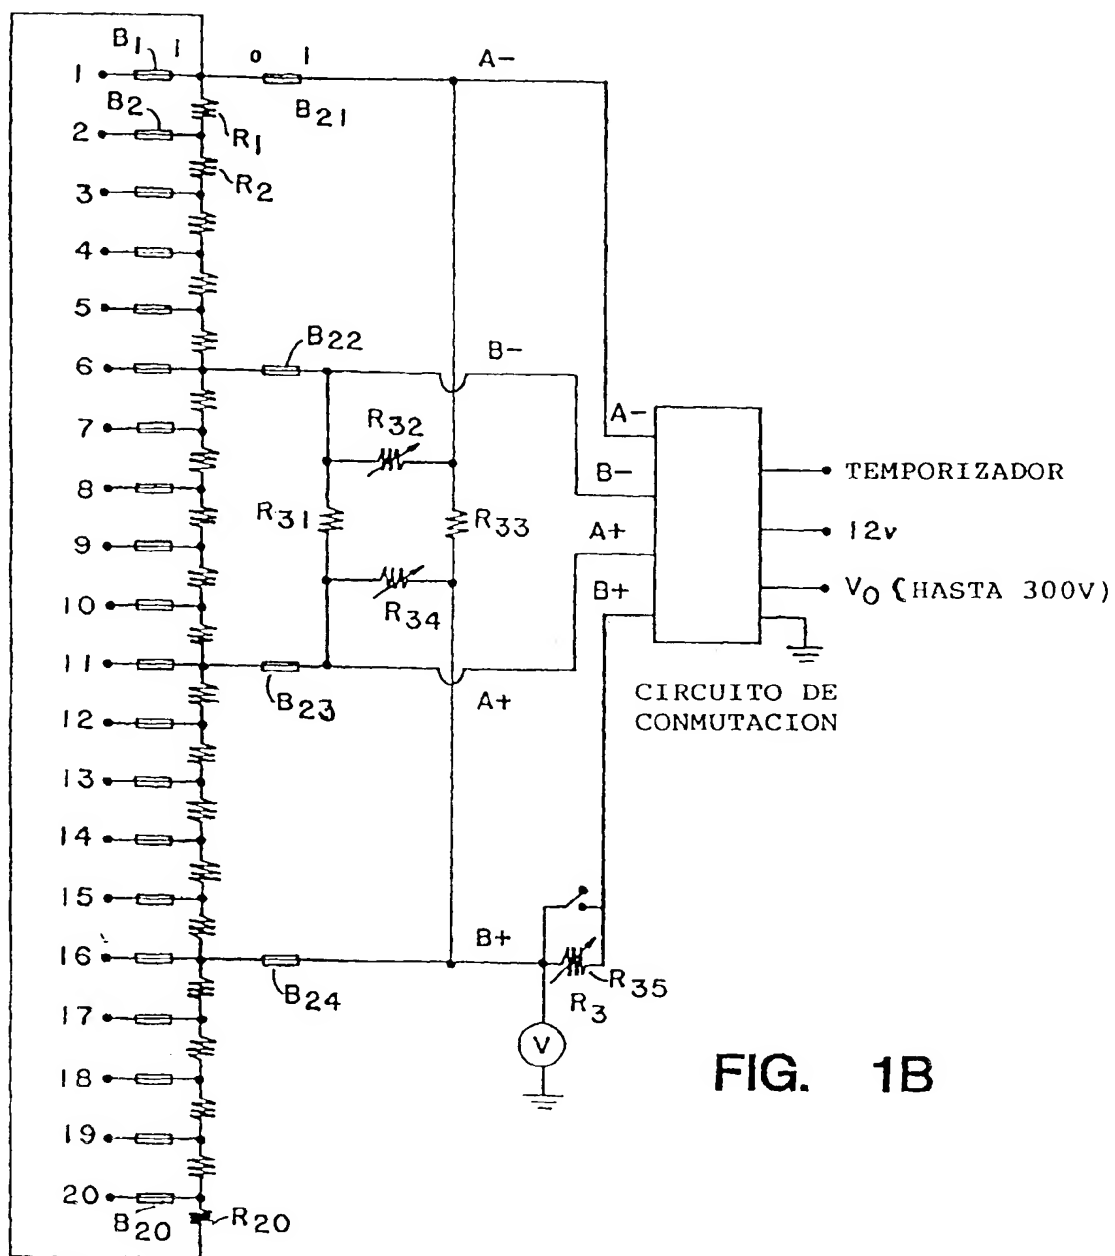 B1 1
1 0 1 A-
B21
B2
R1
2
R2
3
4
5
B22
6 B-
A-
R32
7
B-
TEMPORIZADOR
8
R31 R33
A+
12v
9
B+
R34
VO (HASTA 300V)
10
11
B23 A+
CIRCUITO DE
CONMUTACION
12
13
14
15
16 B+
B24 R35
R3
17
V
18
FIG. 1B
19
20
B20 R20